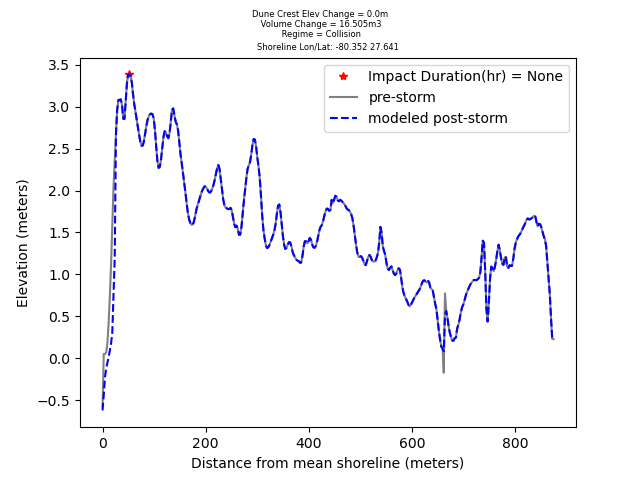 Dune Crest Elev Change = 0.0m
Volume Change = 16.505m3
Regime = Collision
Shoreline Lon/Lat: -80.352 27.641
Impact Duration(hr) = None
pre-storm
modeled post-storm
Elevation (meters)
3.5
3.0
2.5
2.0
1.5
1.0
0.5
0.0
−0.5
0 200 400 600 800
Distance from mean shoreline (meters)